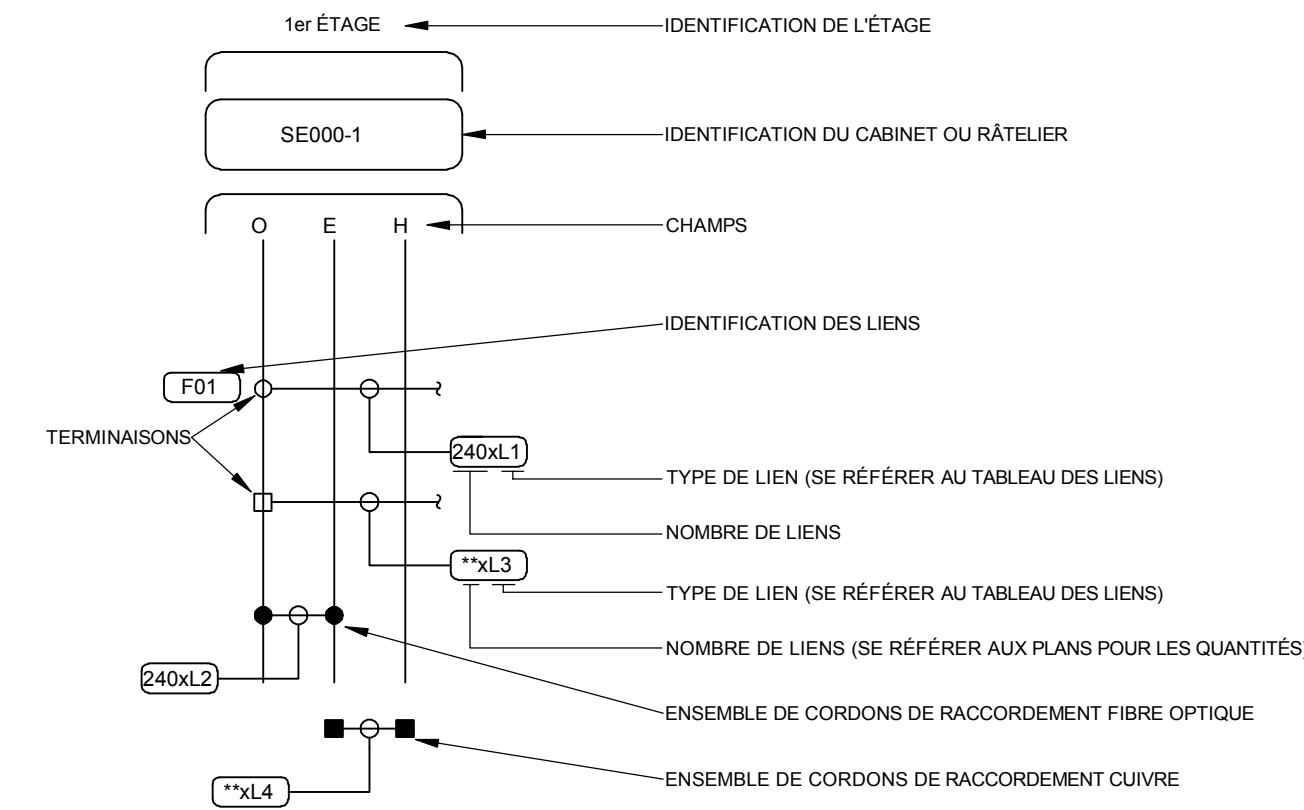 1er ÉTAGE
IDENTIFICATION DE L'ÉTAGE
SE000-1
IDENTIFICATION DU CABINET OU RÂTELIER
O E H
CHAMPS
IDENTIFICATION DES LIENS
F01
TERMINAISONS
240xL1
TYPE DE LIEN (SE RÉFÉRER AU TABLEAU DES LIENS)
NOMBRE DE LIENS
**xL3
TYPE DE LIEN (SE RÉFÉRER AU TABLEAU DES LIENS)
NOMBRE DE LIENS (SE RÉFÉRER AUX PLANS POUR LES QUANTITÉS)
240xL2
ENSEMBLE DE CORDONS DE RACCORDEMENT FIBRE OPTIQUE
ENSEMBLE DE CORDONS DE RACCORDEMENT CUIVRE
**xL4